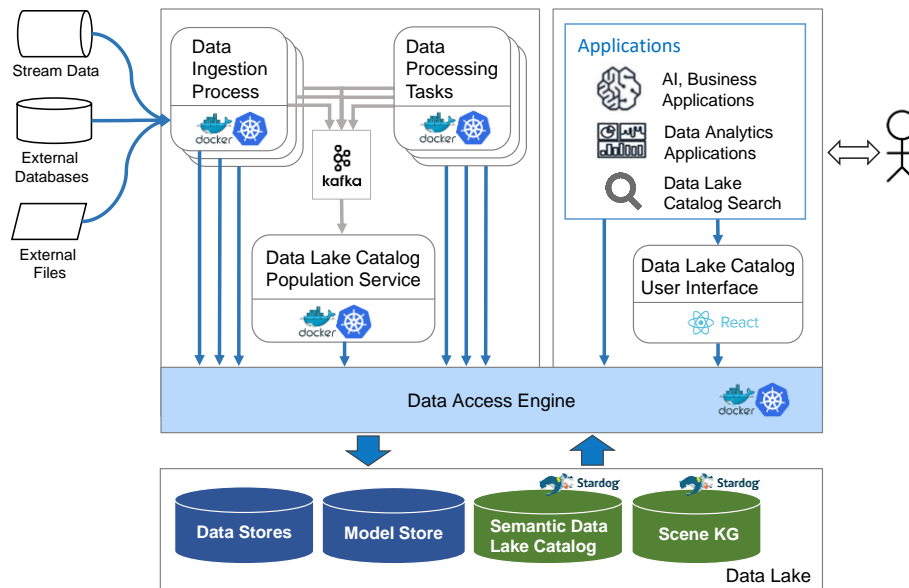 Stream Data
External
Databases
External
Files
Data
Ingestion
Process
docker
Data
Processing
Tasks
docker
kafka
Data Lake Catalog
Population Service
docker
Applications
AI, Business
Applications
Data Analytics
Applications
Data Lake
Catalog Search
Data Lake Catalog
User Interface
React
Data Access Engine
docker
Data Stores
Model Store
Stardog
Semantic Data
Lake Catalog
Stardog
Scene KG
Data Lake